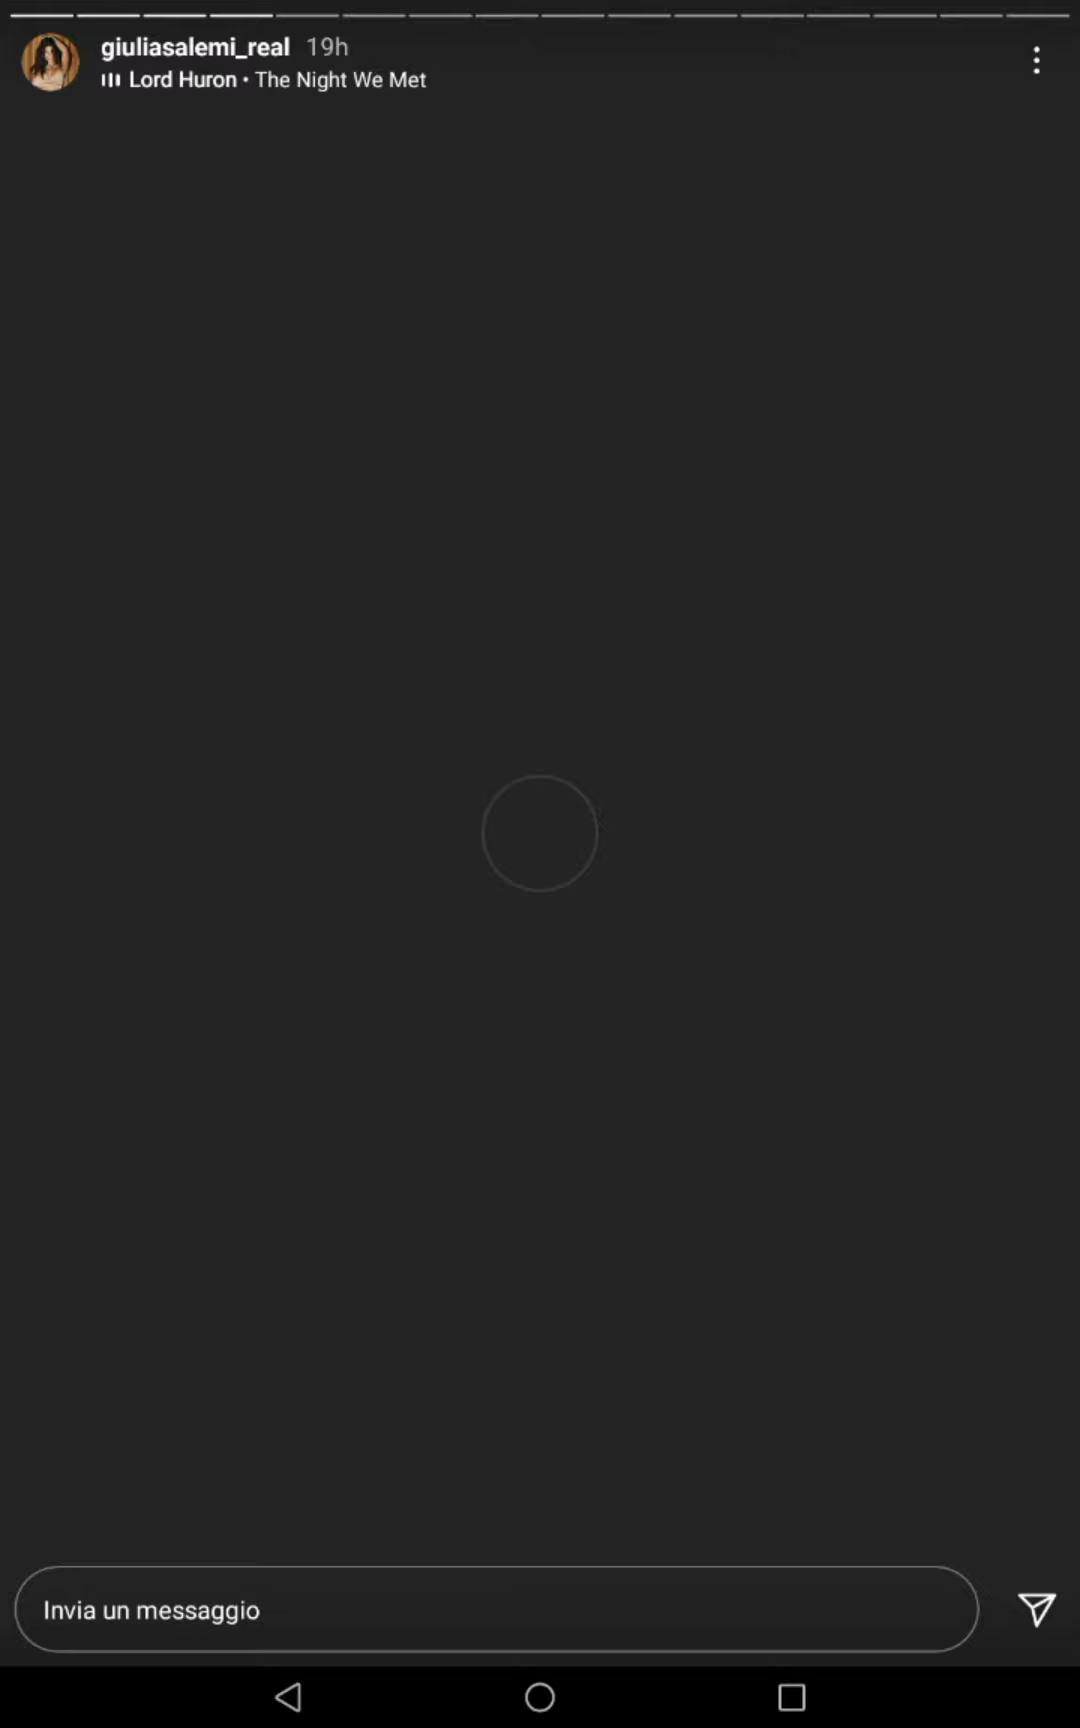 giuliasalemi_real 19h
Lord Huron • The Night We Met
Invia un messaggio